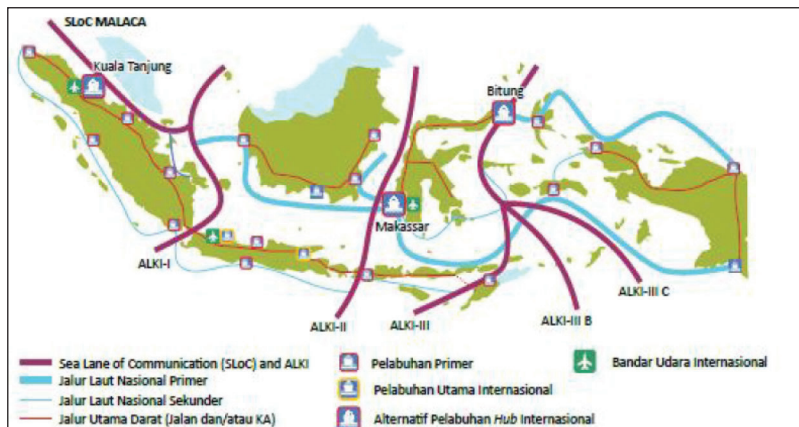 SLoC MALACA
Kuala Tanjung
Bitung
Makassar
ALKI-I
ALKI-II
ALKI-III
ALKI-III B
ALKI-III C
Sea Lane of Communication (SLoC) and ALKI
Jalur Laut Nasional Primer
Jalur Laut Nasional Sekunder
Jalur Utama Darat (Jalan dan/atau KA)
Pelabuhan Primer
Pelabuhan Utama Internasional
Alternatif Pelabuhan Hub Internasional
Bandar Udara Internasional